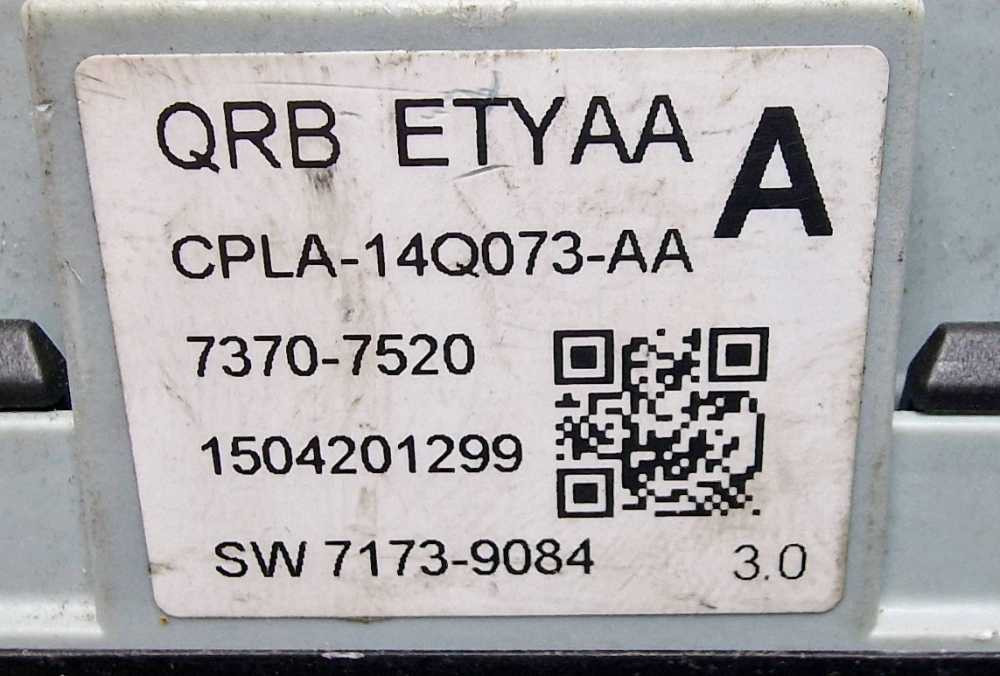 QRB ETYAA A
CPLA-14Q073-AA
7370-7520
1504201299
SW 7173-9084 3.0